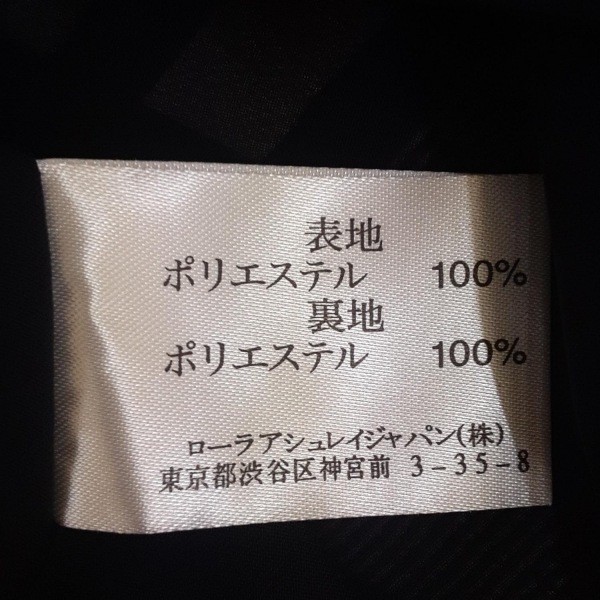 表地
ポリエステル 100%
裏地
ポリエステル 100%
ローラアシュレイジャパン(株)
東京都渋谷区神宮前 3-35-8